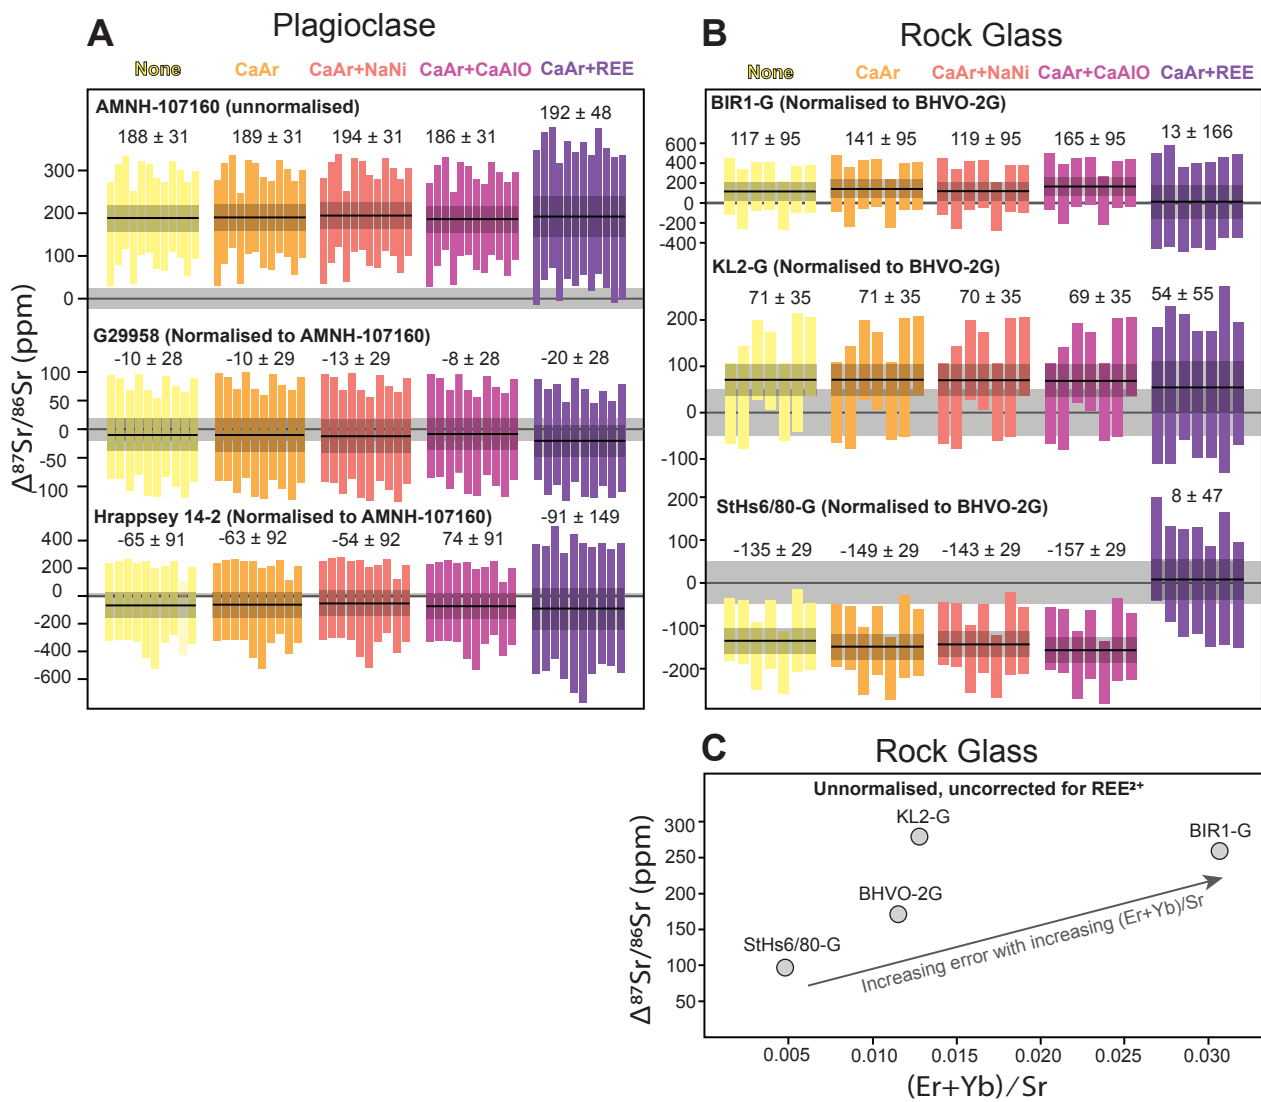 A
Plagioclase
None CaAr CaAr+NaNi CaAr+CaAlO CaAr+REE
AMNH-107160 (unnormalised)
188 ± 31 189 ± 31 194 ± 31 186 ± 31 192 ± 48
300
200
100
0
G29958 (Normalised to AMNH-107160)
-10 ± 28 -10 ± 29 -13 ± 29 -8 ± 28 -20 ± 28
100
50
0
-50
-100
Hrappsey 14-2 (Normalised to AMNH-107160)
-65 ± 91 -63 ± 92 -54 ± 92 74 ± 91 -91 ± 149
400
200
0
-200
-400
-600
Δ⁸⁷Sr/⁸⁶Sr (ppm)
B
Rock Glass
None CaAr CaAr+NaNi CaAr+CaAlO CaAr+REE
BIR1-G (Normalised to BHVO-2G)
117 ± 95 141 ± 95 119 ± 95 165 ± 95 13 ± 166
600
400
200
0
-200
-400
KL2-G (Normalised to BHVO-2G)
71 ± 35 71 ± 35 70 ± 35 69 ± 35 54 ± 55
200
100
0
-100
StHs6/80-G (Normalised to BHVO-2G)
-135 ± 29 -149 ± 29 -143 ± 29 -157 ± 29 8 ± 47
200
100
0
-100
-200
C
Rock Glass
Unnormalised, uncorrected for REE²⁺
KL2-G
BIR1-G
BHVO-2G
StHs6/80-G
Increasing error with increasing (Er+Yb)/Sr
300
250
200
150
100
50
Δ⁸⁷Sr/⁸⁶Sr (ppm)
0.005 0.010 0.015 0.020 0.025 0.030
(Er+Yb)/Sr